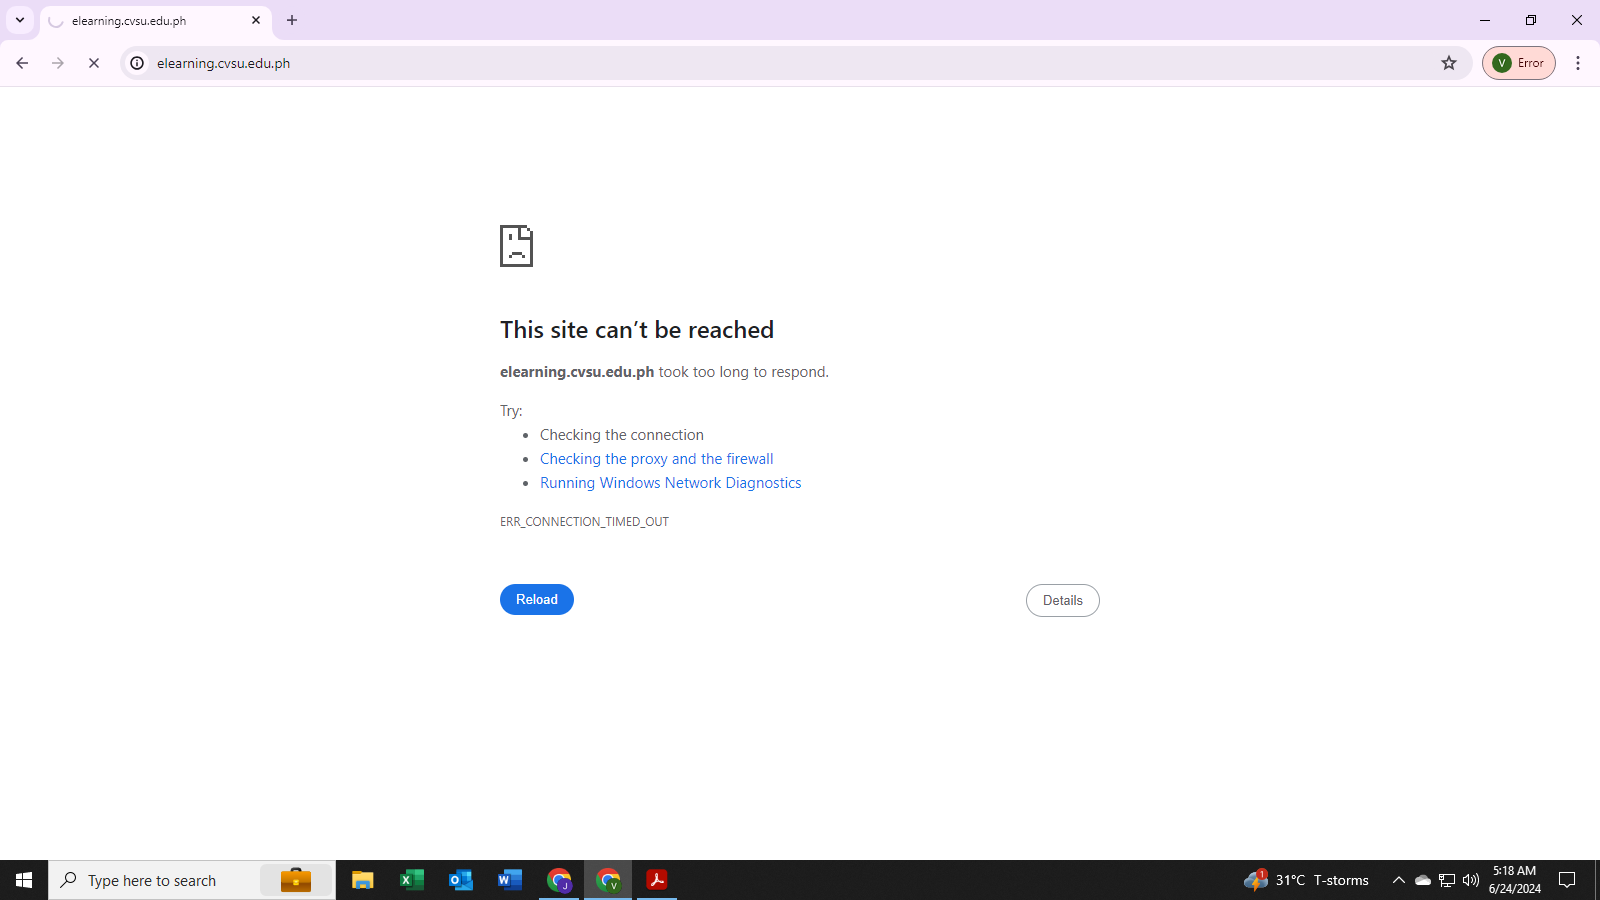 elearning.cvsu.edu.ph
elearning.cvsu.edu.ph
V Error
This site can’t be reached
elearning.cvsu.edu.ph took too long to respond.
Try:
Checking the connection
Checking the proxy and the firewall
Running Windows Network Diagnostics
ERR_CONNECTION_TIMED_OUT
Reload
Details
Type here to search
1
31°C T-storms
5:18 AM
6/24/2024